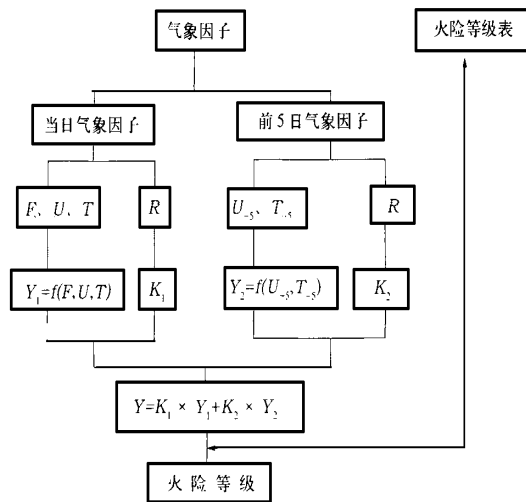 气象因子
火险等级表
当日气象因子
前5日气象因子
F、U、T
R
U₋₅、T₋₅
R
Y₁=f(F,U,T)
K₁
Y₂=f(U₋₅,T₋₅)
K₂
Y=K₁ × Y₁+K₂ × Y₂
火险等级